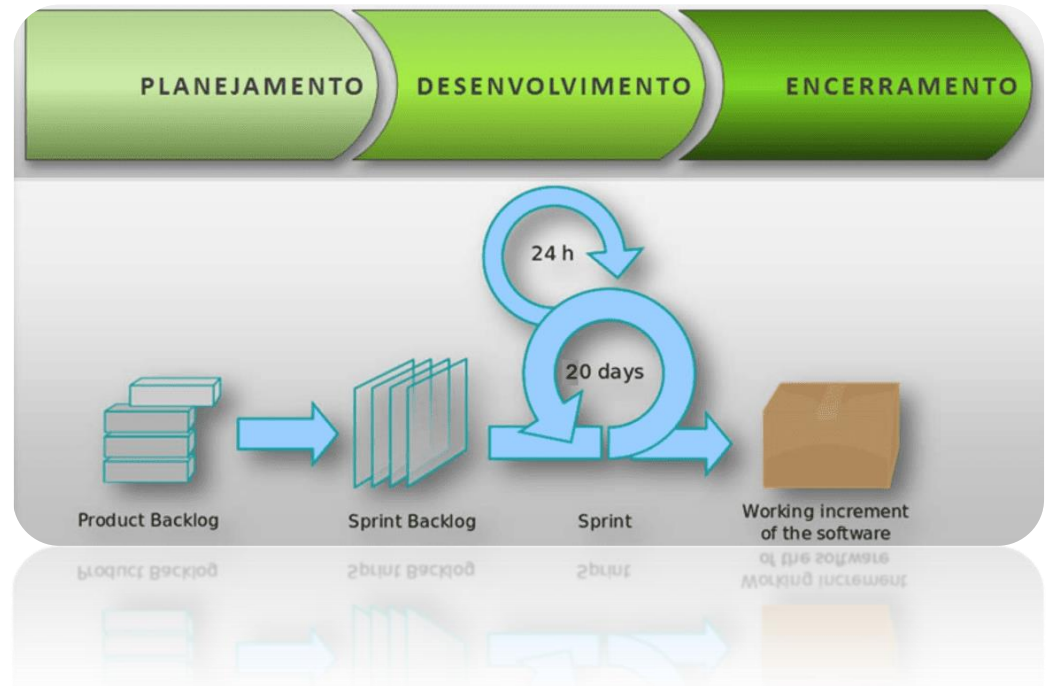 PLANEJAMENTO
DESENVOLVIMENTO
ENCERRAMENTO
24 h
20 days
Product Backlog
Sprint Backlog
Sprint
Working increment
of the software